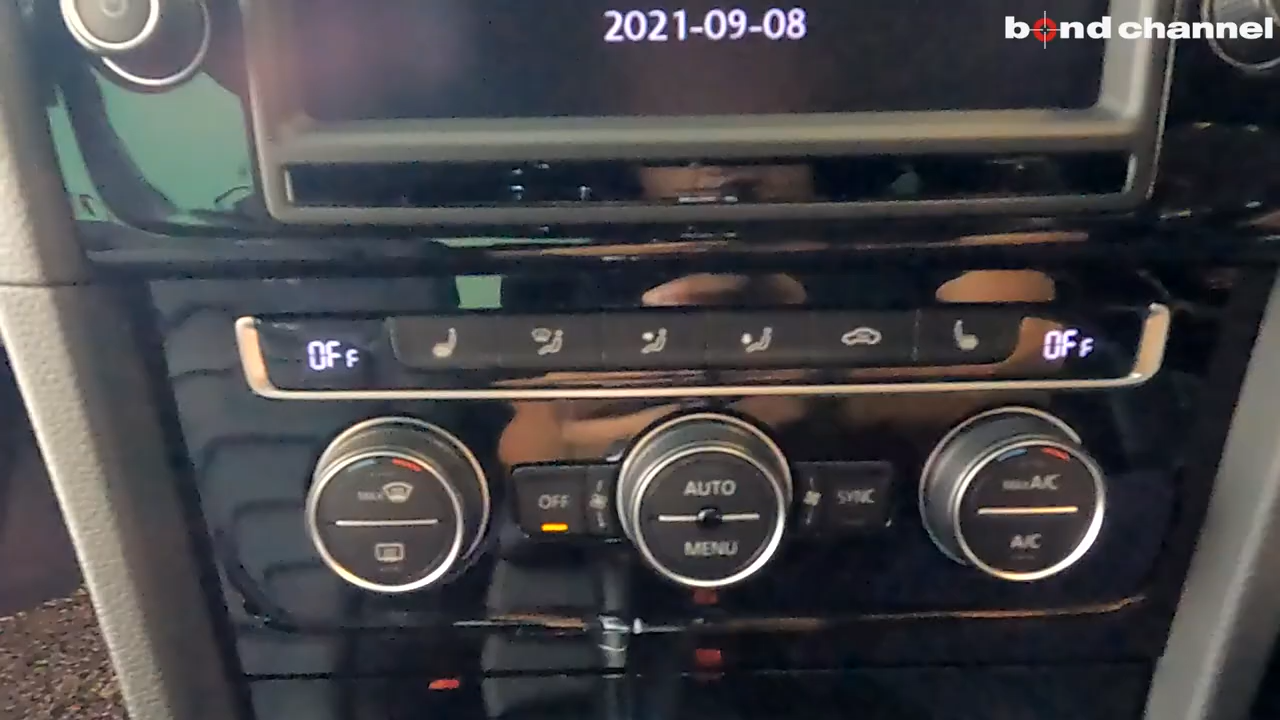 2021-09-08
bond channel
OFF
OFF
MAX
OFF
AUTO
MENU
SYNC
MAX A/C
A/C